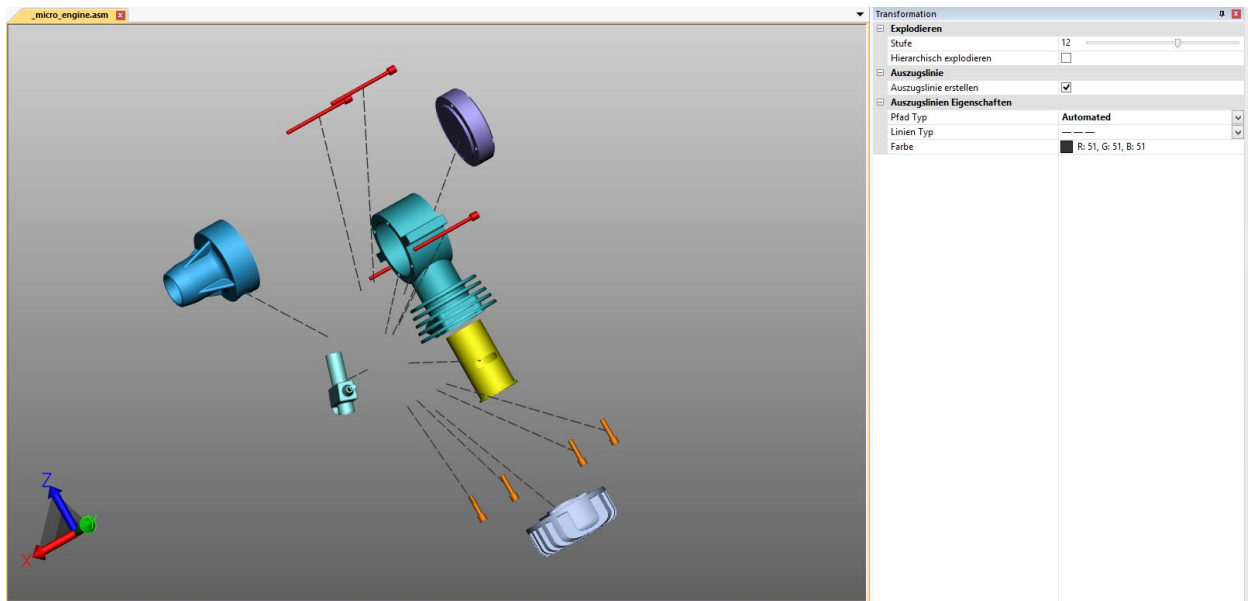 _micro_engine.asm
Transformation
Explodieren
Stufe 12
Hierarchisch explodieren
Auszugslinie
Auszugslinie erstellen
Auszugslinien Eigenschaften
Pfad Typ Automated
Linien Typ
Farbe R: 51, G: 51, B: 51
Z
X